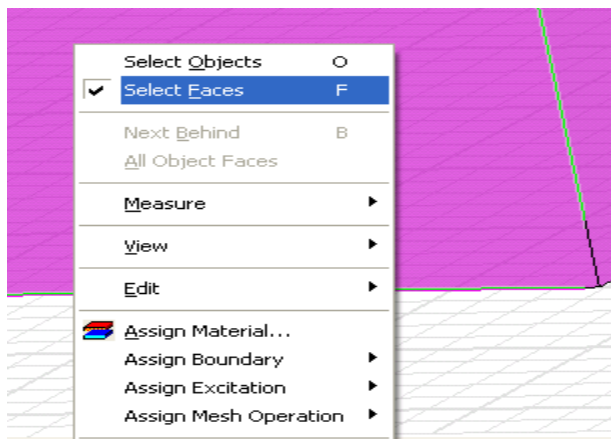 Select Objects O
Select Faces F
Next Behind B
All Object Faces
Measure
View
Edit
Assign Material...
Assign Boundary
Assign Excitation
Assign Mesh Operation